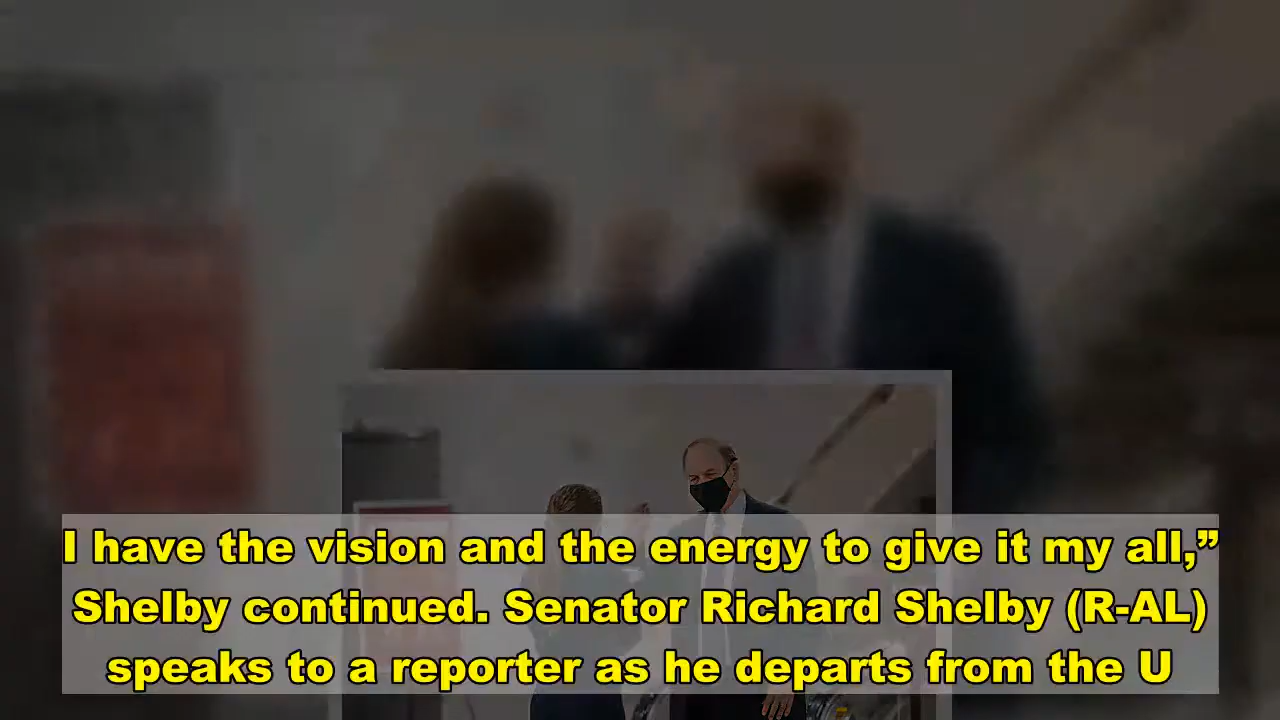 I have the vision and the energy to give it my all,”
Shelby continued. Senator Richard Shelby (R-AL)
speaks to a reporter as he departs from the U